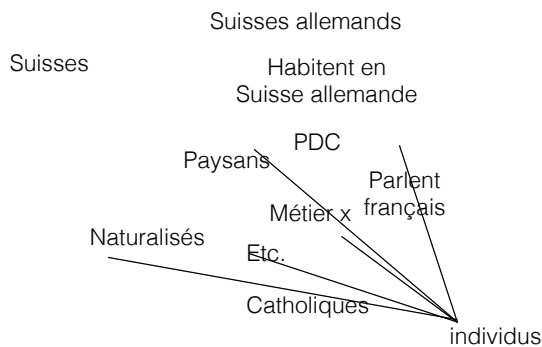 Suisses allemands
Suisses
Habitent en
Suisse allemande
PDC
Paysans
Parlent
français
Métier x
Naturalisés
Etc.
Catholiques
individus